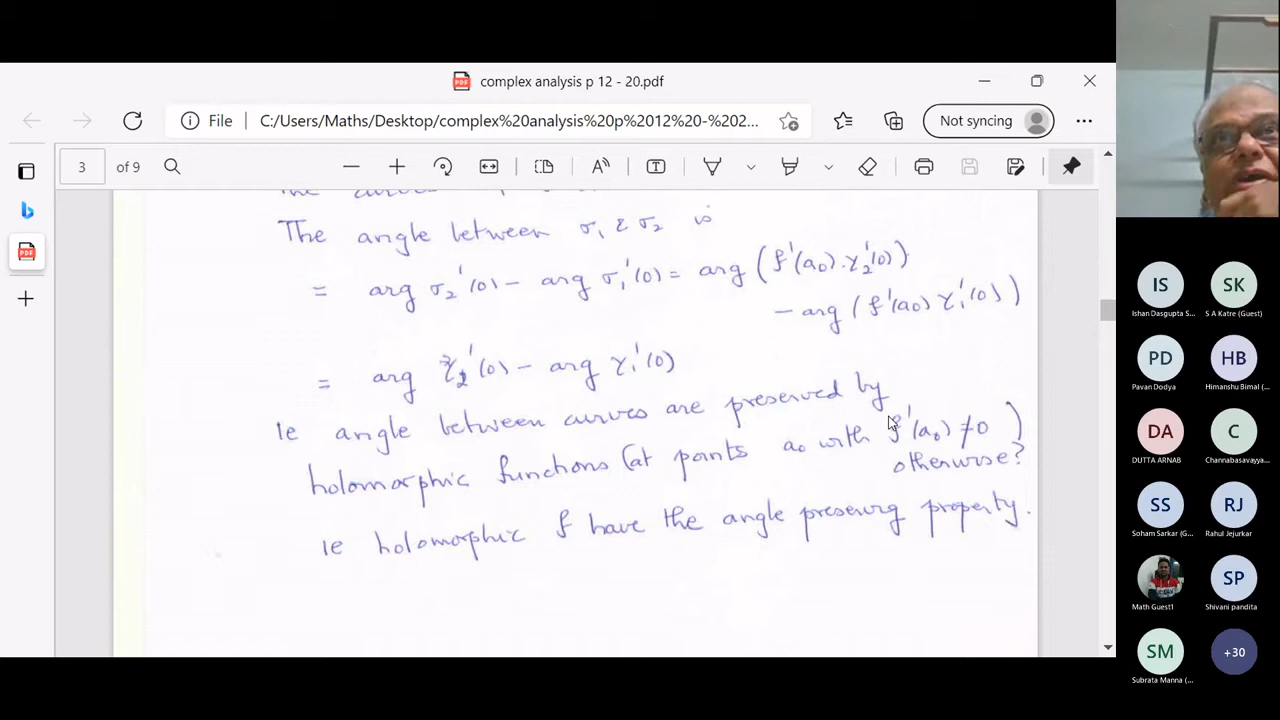 complex analysis p 12 - 20.pdf
File C:/Users/Maths/Desktop/complex%20analysis%20p%2012%20-%202... Not syncing
3 of 9
The curves
The angle between σ₁ & σ₂ is
= arg σ₂'(0) - arg σ₁'(0) = arg (f'(a₀).γ₂'(0))
- arg (f'(a₀) γ₁'(0))
= arg γ₂'(0) - arg γ₁'(0)
ie angle between curves are preserved by
holomorphic functions (at points a₀ with f'(a₀) ≠ 0 )
otherwise?
ie holomorphic f have the angle preserving property.
IS SK
Ishan Dasgupta S... S A Katre (Guest)
PD HB
Pavan Dodya Himanshu Bimal (...
DA C
DUTTA ARNAB Channabasavayya...
SS RJ
Soham Sarkar (G... Rahul Jejurkar
SP
Math Guest1 Shivani pandita
SM +30
Subrata Manna (...